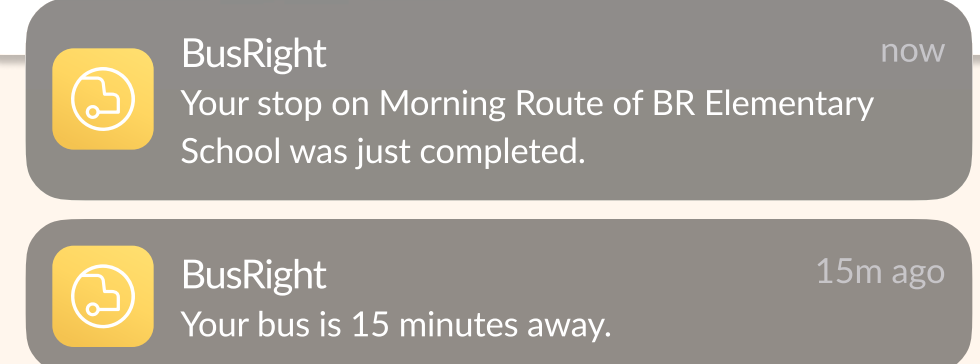 BusRight
now
Your stop on Morning Route of BR Elementary
School was just completed.
BusRight
15m ago
Your bus is 15 minutes away.